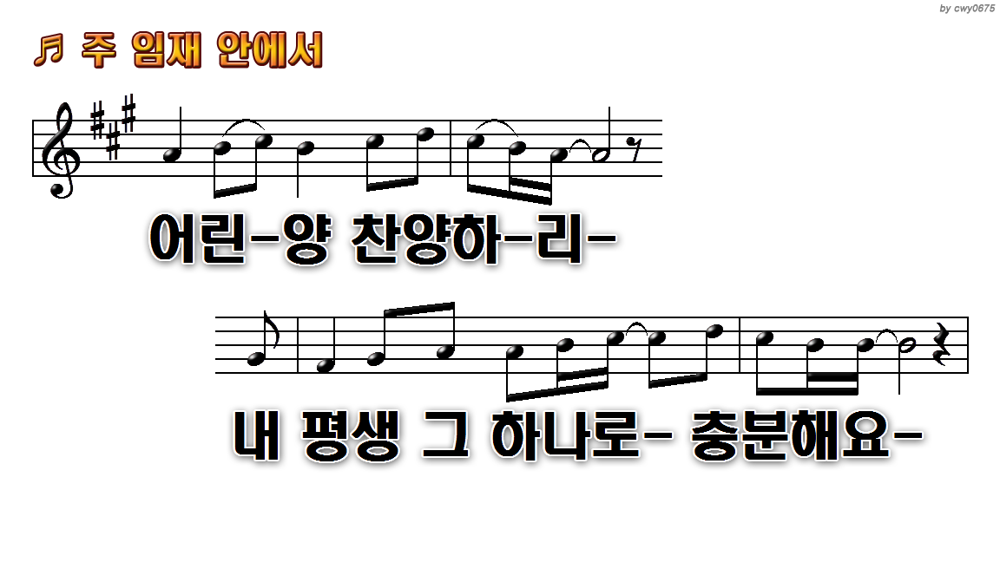 by cwy0675
♬ 주 임재 안에서
어린-양 찬양하-리-
내 평생 그 하나로- 충분해요-